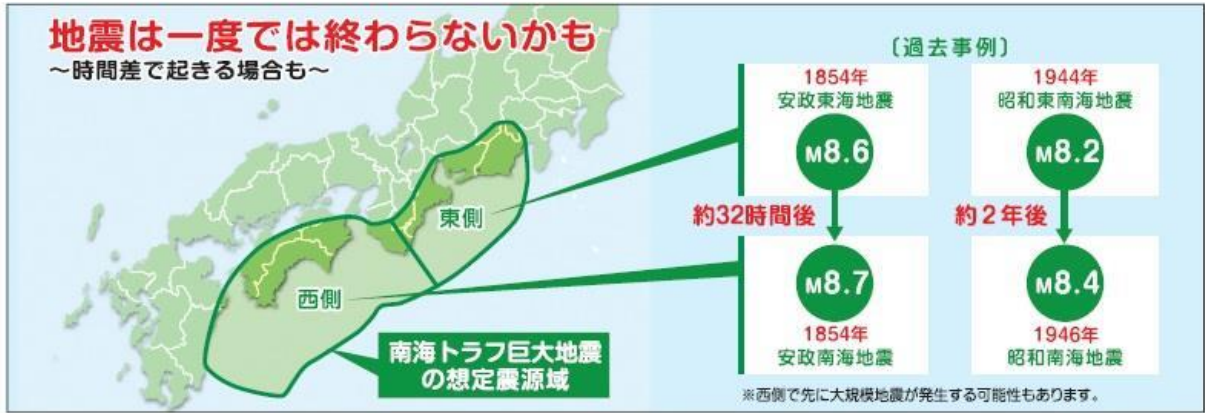 地震は一度では終わらないかも
～時間差で起きる場合も～
東側
西側
南海トラフ巨大地震
の想定震源域
〔過去事例〕
1854年
安政東海地震
M8.6
約32時間後
M8.7
1854年
安政南海地震
1944年
昭和東南海地震
M8.2
約2年後
M8.4
1946年
昭和南海地震
※西側で先に大規模地震が発生する可能性もあります。